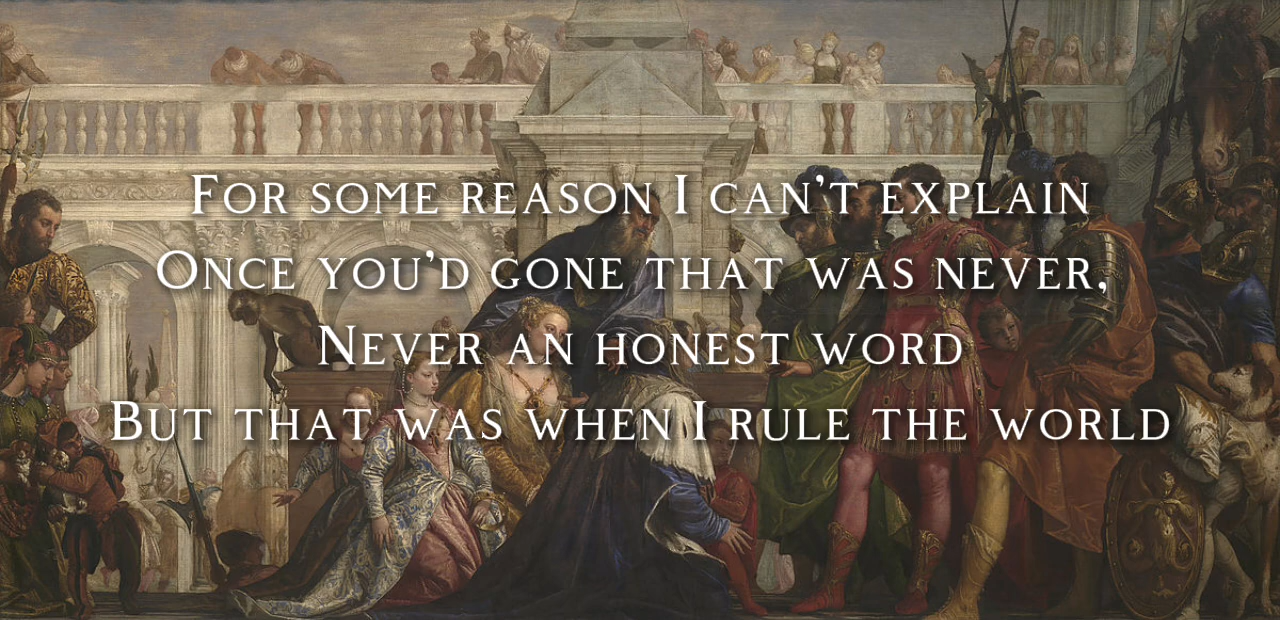 For some reason I can't explain
Once you'd gone that was never,
Never an honest word
But that was when I rule the world